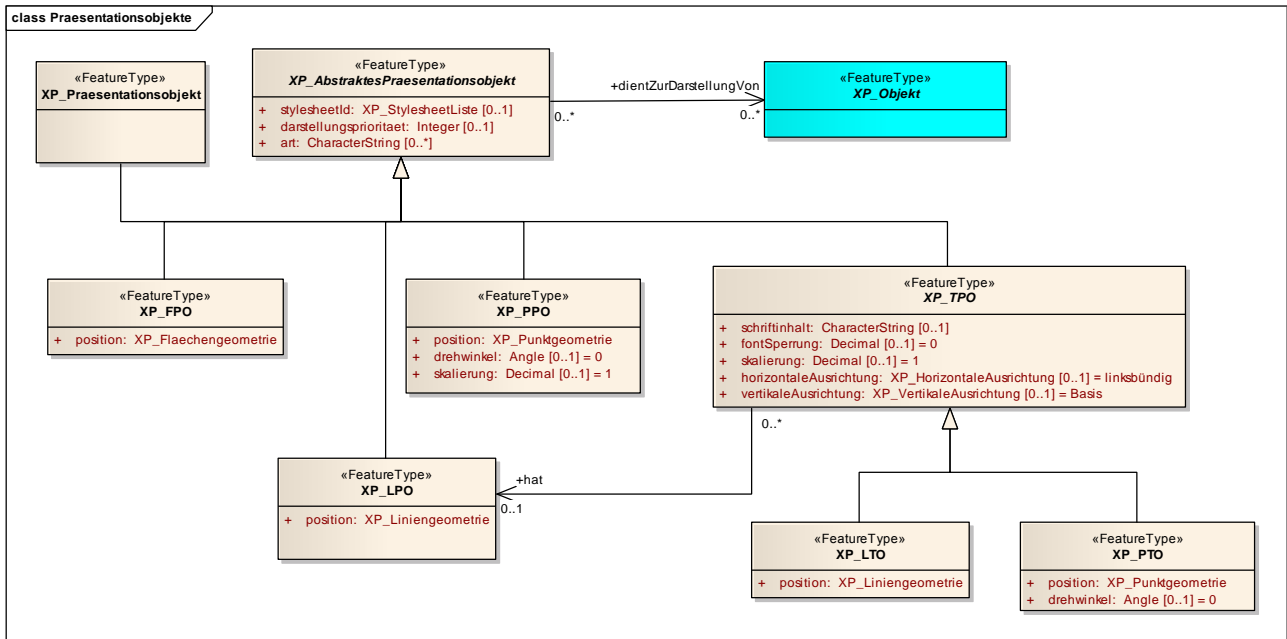 class Praesentationsobjekte
«FeatureType»
XP_Praesentationsobjekt
«FeatureType»
XP_AbstraktesPraesentationsobjekt
+ stylesheetId: XP_StylesheetListe [0..1]
+ darstellungsprioritaet: Integer [0..1]
+ art: CharacterString [0..*]
+dientZurDarstellungVon
0..*
0..*
«FeatureType»
XP_Objekt
«FeatureType»
XP_FPO
+ position: XP_Flaechengeometrie
«FeatureType»
XP_PPO
+ position: XP_Punktgeometrie
+ drehwinkel: Angle [0..1] = 0
+ skalierung: Decimal [0..1] = 1
«FeatureType»
XP_TPO
+ schriftinhalt: CharacterString [0..1]
+ fontSperrung: Decimal [0..1] = 0
+ skalierung: Decimal [0..1] = 1
+ horizontaleAusrichtung: XP_HorizontaleAusrichtung [0..1] = linksbündig
+ vertikaleAusrichtung: XP_VertikaleAusrichtung [0..1] = Basis
0..*
+hat
0..1
«FeatureType»
XP_LPO
+ position: XP_Liniengeometrie
«FeatureType»
XP_LTO
+ position: XP_Liniengeometrie
«FeatureType»
XP_PTO
+ position: XP_Punktgeometrie
+ drehwinkel: Angle [0..1] = 0